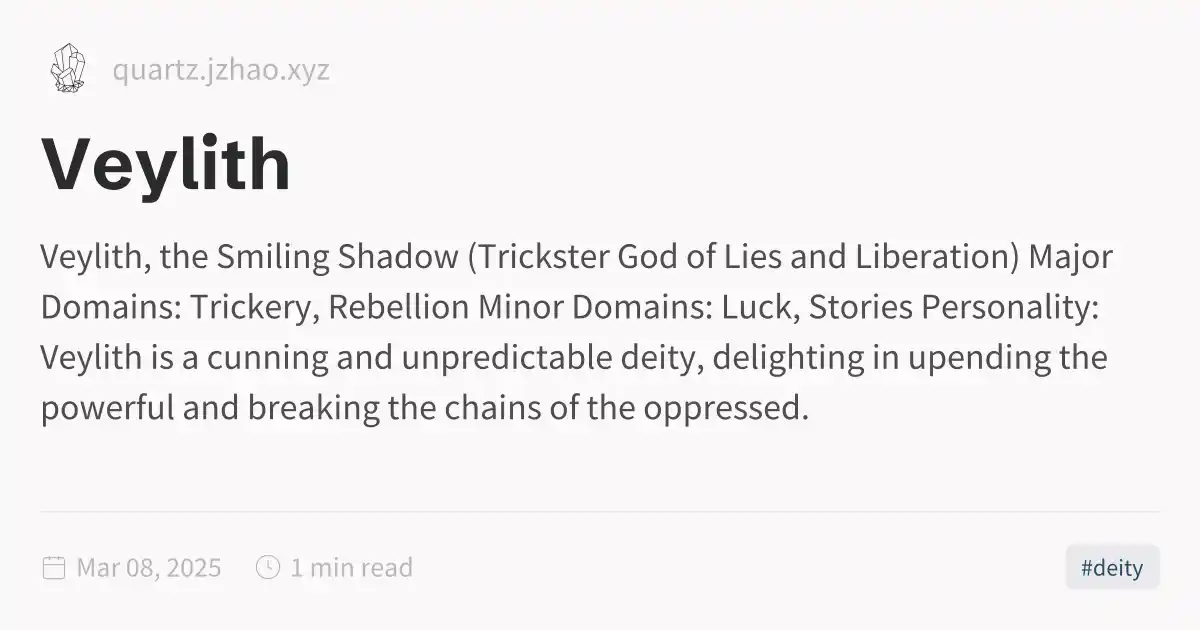 quartz.jzhao.xyz
Veylith
Veylith, the Smiling Shadow (Trickster God of Lies and Liberation) Major
Domains: Trickery, Rebellion Minor Domains: Luck, Stories Personality:
Veylith is a cunning and unpredictable deity, delighting in upending the
powerful and breaking the chains of the oppressed.
Mar 08, 2025 1 min read #deity